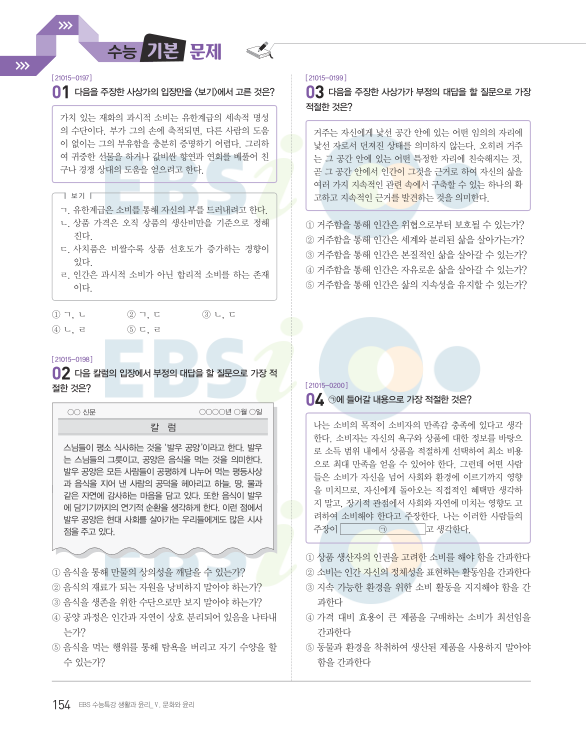 수능 기본 문제
[21015-0197]
01 다음을 주장한 사상가의 입장만을 <보기>에서 고른 것은?
가치 있는 재화의 과시적 소비는 유한계급의 세속적 명성
의 수단이다. 부가 그의 손에 축적되면, 다른 사람의 도움
이 없이는 그의 부유함을 충분히 증명하기 어렵다. 그리하
여 귀중한 선물을 하거나 값비싼 향연과 연회를 베풀어 친
구나 경쟁 상대의 도움을 얻으려고 한다.
보기
ㄱ. 유한계급은 소비를 통해 자신의 부를 드러내려고 한다.
ㄴ. 상품 가격은 오직 상품의 생산비만을 기준으로 정해
진다.
ㄷ. 사치품은 비쌀수록 상품 선호도가 증가하는 경향이
있다.
ㄹ. 인간은 과시적 소비가 아닌 합리적 소비를 하는 존재
이다.
① ㄱ, ㄴ ② ㄱ, ㄷ ③ ㄴ, ㄷ
④ ㄴ, ㄹ ⑤ ㄷ, ㄹ
[21015-0198]
02 다음 칼럼의 입장에서 부정의 대답을 할 질문으로 가장 적
절한 것은?
○○ 신문 ○○○○년 ○월 ○일
칼 럼
스님들이 평소 식사하는 것을 '발우 공양'이라고 한다. 발우
는 스님들의 그릇이고, 공양은 음식을 먹는 것을 의미한다.
발우 공양은 모든 사람들이 공평하게 나누어 먹는 평등사상
과 음식을 지어 낸 사람의 공덕을 헤아리고 하늘, 땅, 물과
같은 자연에 감사하는 마음을 담고 있다. 또한 음식이 발우
에 담기기까지의 연기적 순환을 생각하게 한다. 이런 점에서
발우 공양은 현대 사회를 살아가는 우리들에게도 많은 시사
점을 주고 있다.
① 음식을 통해 만물의 상의성을 깨달을 수 있는가?
② 음식의 재료가 되는 자원을 낭비하지 말아야 하는가?
③ 음식을 생존을 위한 수단으로만 보지 말아야 하는가?
④ 공양 과정은 인간과 자연이 상호 분리되어 있음을 나타내
는가?
⑤ 음식을 먹는 행위를 통해 탐욕을 버리고 자기 수양을 할
수 있는가?
[21015-0199]
03 다음을 주장한 사상가가 부정의 대답을 할 질문으로 가장
적절한 것은?
거주는 자신에게 낯선 공간 안에 있는 어떤 임의의 자리에
낯선 자로서 던져진 상태를 의미하지 않는다. 오히려 거주
는 그 공간 안에 있는 어떤 특정한 자리에 친숙해지는 것,
곧 그 공간 안에서 인간이 그것을 근거로 하여 자신의 삶을
여러 가지 지속적인 관련 속에서 구축할 수 있는 하나의 확
고하고 지속적인 근거를 발견하는 것을 의미한다.
① 거주함을 통해 인간은 위협으로부터 보호될 수 있는가?
② 거주함을 통해 인간은 세계와 분리된 삶을 살아가는가?
③ 거주함을 통해 인간은 본질적인 삶을 살아갈 수 있는가?
④ 거주함을 통해 인간은 자유로운 삶을 살아갈 수 있는가?
⑤ 거주함을 통해 인간은 삶의 지속성을 유지할 수 있는가?
[21015-0200]
04 ㉠에 들어갈 내용으로 가장 적절한 것은?
나는 소비의 목적이 소비자의 만족감 충족에 있다고 생각
한다. 소비자는 자신의 욕구와 상품에 대한 정보를 바탕으
로 소득 범위 내에서 상품을 적절하게 선택하여 최소 비용
으로 최대 만족을 얻을 수 있어야 한다. 그런데 어떤 사람
들은 소비가 자신을 넘어 사회와 환경에 이르기까지 영향
을 미치므로, 자신에게 돌아오는 직접적인 혜택만 생각하
지 말고, 장기적 관점에서 사회와 자연에 미치는 영향도 고
려하여 소비해야 한다고 주장한다. 나는 이러한 사람들의
주장이 ㉠ 고 생각한다.
① 상품 생산자의 인권을 고려한 소비를 해야 함을 간과한다
② 소비는 인간 자신의 정체성을 표현하는 활동임을 간과한다
③ 지속 가능한 환경을 위한 소비 활동을 지지해야 함을 간
과한다
④ 가격 대비 효용이 큰 제품을 구매하는 소비가 최선임을
간과한다
⑤ 동물과 환경을 착취하여 생산된 제품을 사용하지 말아야
함을 간과한다
154 EBS 수능특강 생활과 윤리_Ⅴ. 문화와 윤리